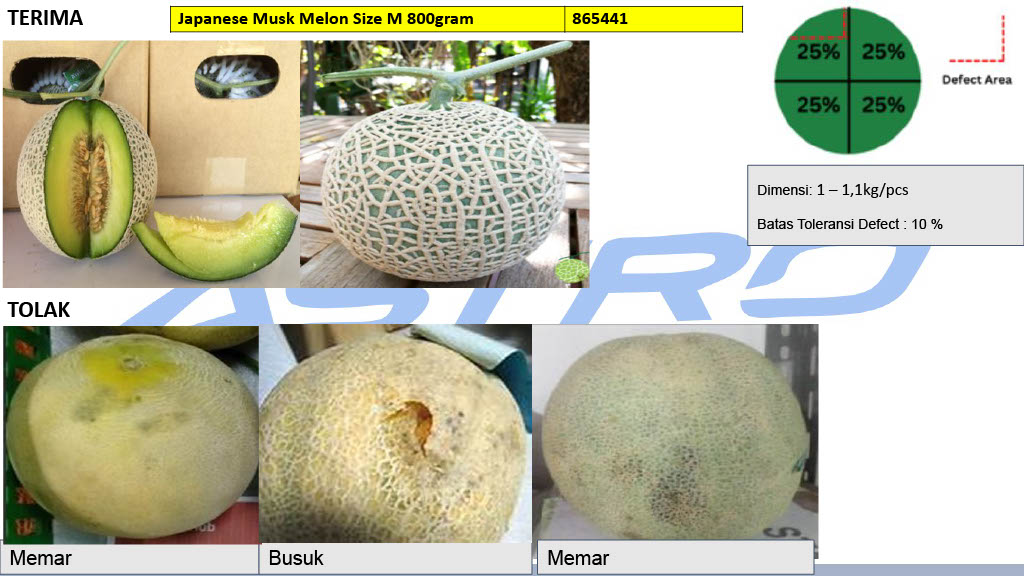 TERIMA
Japanese Musk Melon Size M 800gram
865441
25% 25%
25% 25%
Defect Area
Dimensi: 1 – 1,1kg/pcs
Batas Toleransi Defect : 10 %
ASTRO
TOLAK
Memar
Busuk
Memar